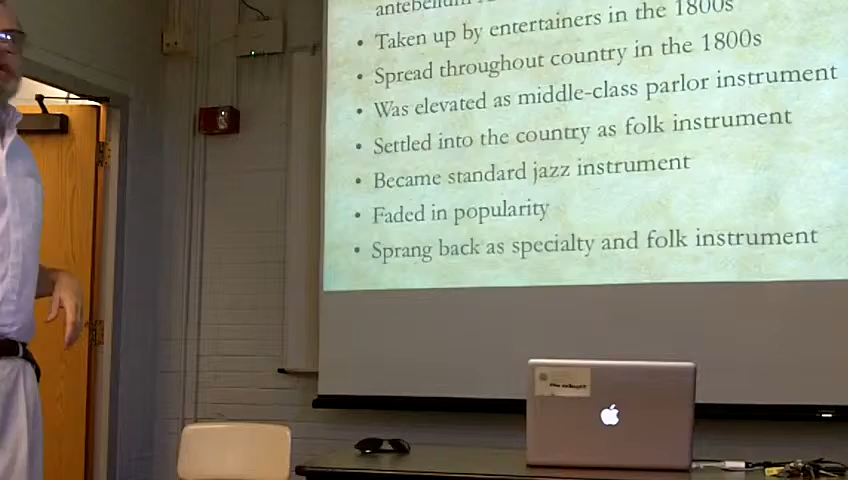 antebellum
• Taken up by entertainers in the 1800s
• Spread throughout country in the 1800s
• Was elevated as middle-class parlor instrument
• Settled into the country as folk instrument
• Became standard jazz instrument
• Faded in popularity
• Sprang back as specialty and folk instrument